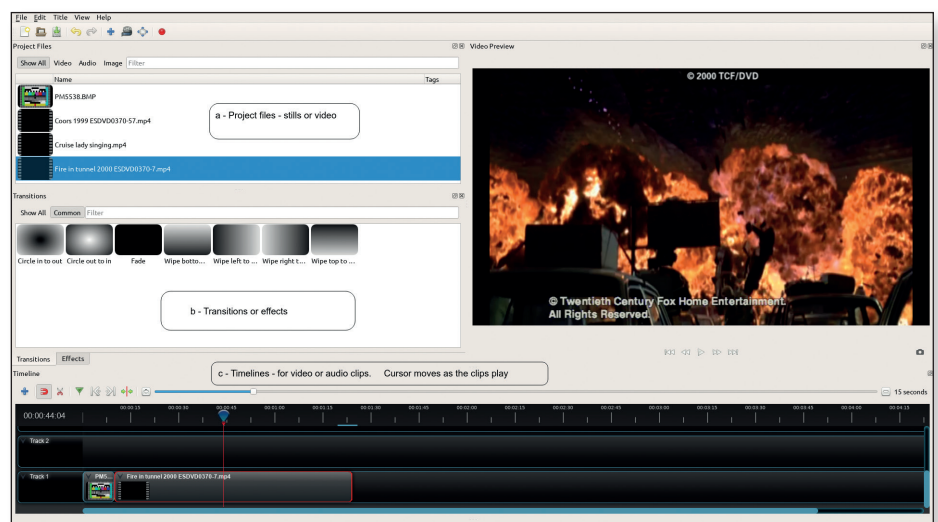 File Edit Title View Help
Project Files
Video Preview
Show All Video Audio Image Filter
Name Tags
PM5538.BMP
Coors 1999 ESDVD0370-57.mp4
Cruise lady singing.mp4
Fire in tunnel 2000 ESDVD0370-7.mp4
a - Project files - stills or video
© 2000 TCF/DVD
© Twentieth Century Fox Home Entertainment.
All Rights Reserved.
Transitions
Show All Common Filter
Circle in to out Circle out to in Fade Wipe botto... Wipe left to ... Wipe right t... Wipe top to ...
b - Transitions or effects
Transitions Effects
c - Timelines - for video or audio clips. Cursor moves as the clips play
Timeline
15 seconds
00:00:44:04
00:00:15 00:00:30 00:00:45 00:01:00 00:01:15 00:01:30 00:01:45 00:02:00 00:02:15 00:02:30 00:02:45 00:03:00 00:03:15 00:03:30 00:03:45 00:04:00 00:04:15
Track 2
Track 1 PM5... Fire in tunnel 2000 ESDVD0370-7.mp4